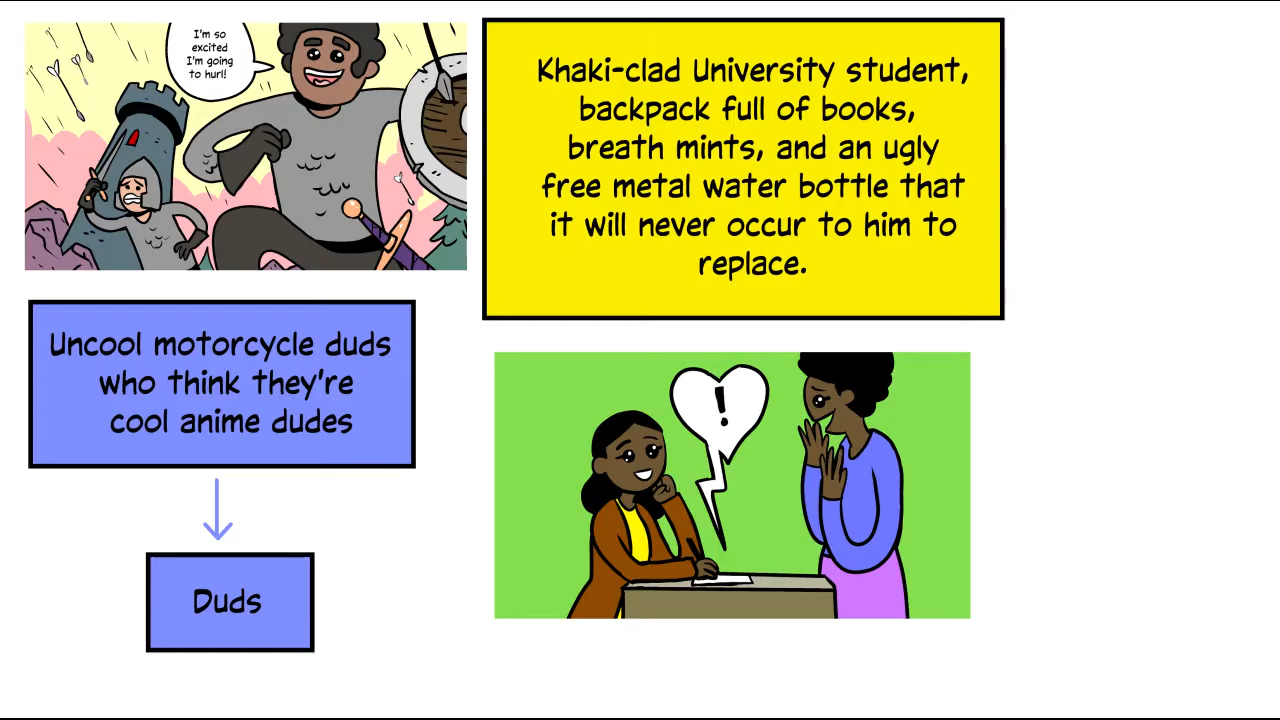 I'm so
excited
I'm going
to hurl!
Khaki-clad University student,
backpack full of books,
breath mints, and an ugly
free metal water bottle that
it will never occur to him to
replace.
Uncool motorcycle duds
who think they're
cool anime dudes
!
Duds